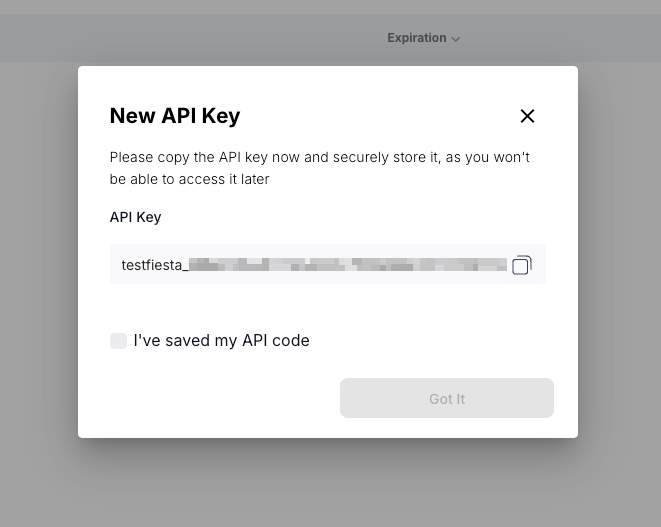 Expiration
New API Key
Please copy the API key now and securely store it, as you won't
be able to access it later
API Key
testfiesta_
I've saved my API code
Got It